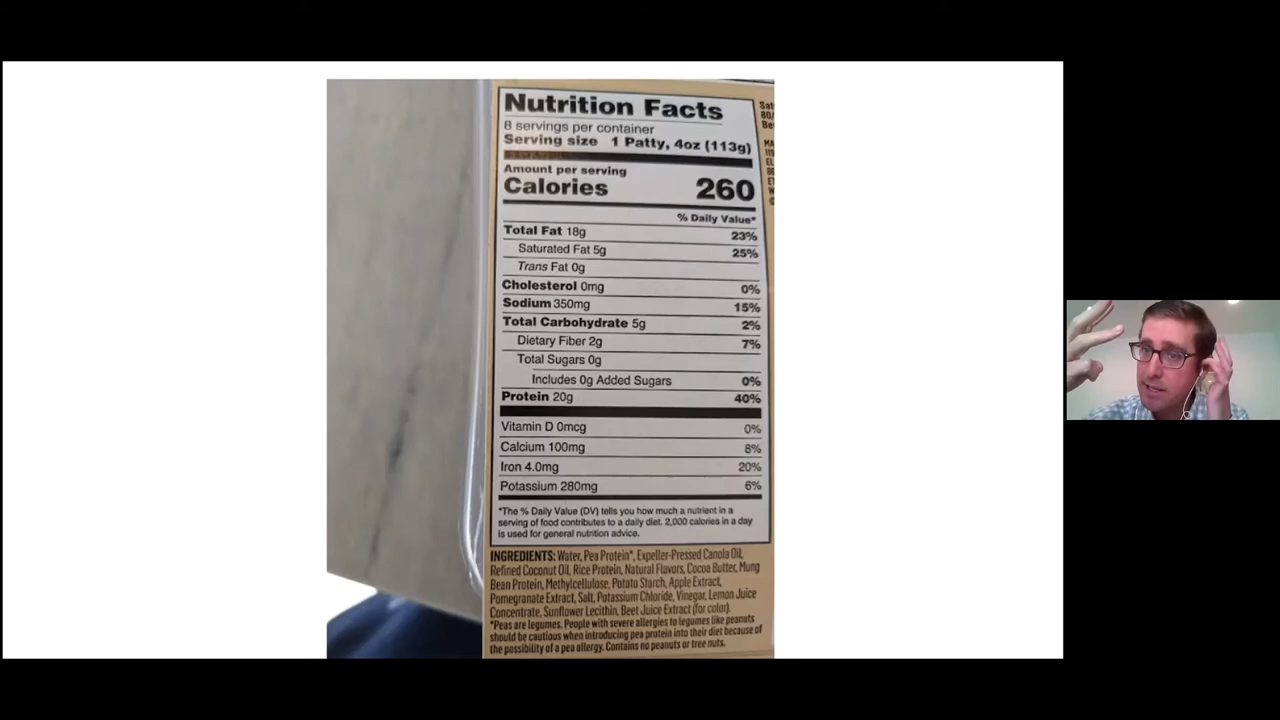 Nutrition Facts
8 servings per container
Serving size 1 Patty, 4oz (113g)
Amount per serving
Calories 260
% Daily Value*
Total Fat 18g 23%
Saturated Fat 5g 25%
Trans Fat 0g
Cholesterol 0mg 0%
Sodium 350mg 15%
Total Carbohydrate 5g 2%
Dietary Fiber 2g 7%
Total Sugars 0g
Includes 0g Added Sugars 0%
Protein 20g 40%
Vitamin D 0mcg 0%
Calcium 100mg 8%
Iron 4.0mg 20%
Potassium 280mg 6%
*The % Daily Value (DV) tells you how much a nutrient in a
serving of food contributes to a daily diet. 2,000 calories in a day
is used for general nutrition advice.
INGREDIENTS: Water, Pea Protein*, Expeller-Pressed Canola Oil,
Refined Coconut Oil, Rice Protein, Natural Flavors, Cocoa Butter, Mung
Bean Protein, Methylcellulose, Potato Starch, Apple Extract,
Pomegranate Extract, Salt, Potassium Chloride, Vinegar, Lemon Juice
Concentrate, Sunflower Lecithin, Beet Juice Extract (for color).
*Peas are legumes. People with severe allergies to legumes like peanuts
should be cautious when introducing pea protein into their diet because of
the possibility of a pea allergy. Contains no peanuts or tree nuts.